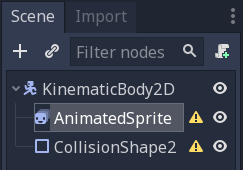 Scene Import
Filter nodes
KinematicBody2D
AnimatedSprite
CollisionShape2